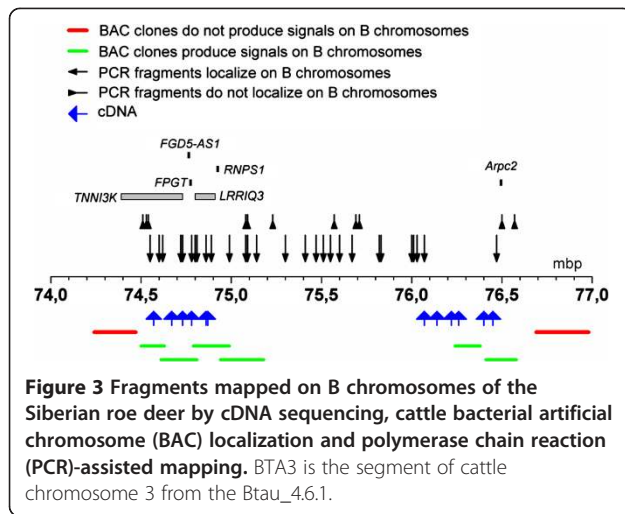 BAC clones do not produce signals on B chromosomes
BAC clones produce signals on B chromosomes
PCR fragments localize on B chromosomes
PCR fragments do not localize on B chromosomes
cDNA
FGD5-AS1
Arpc2
FPGT
RNPS1
TNNI3K
LRRIQ3
mbp
74,0 74,5 75,0 75,5 76,0 76,5 77,0
Figure 3 Fragments mapped on B chromosomes of the
Siberian roe deer by cDNA sequencing, cattle bacterial artificial
chromosome (BAC) localization and polymerase chain reaction
(PCR)-assisted mapping. BTA3 is the segment of cattle
chromosome 3 from the Btau_4.6.1.